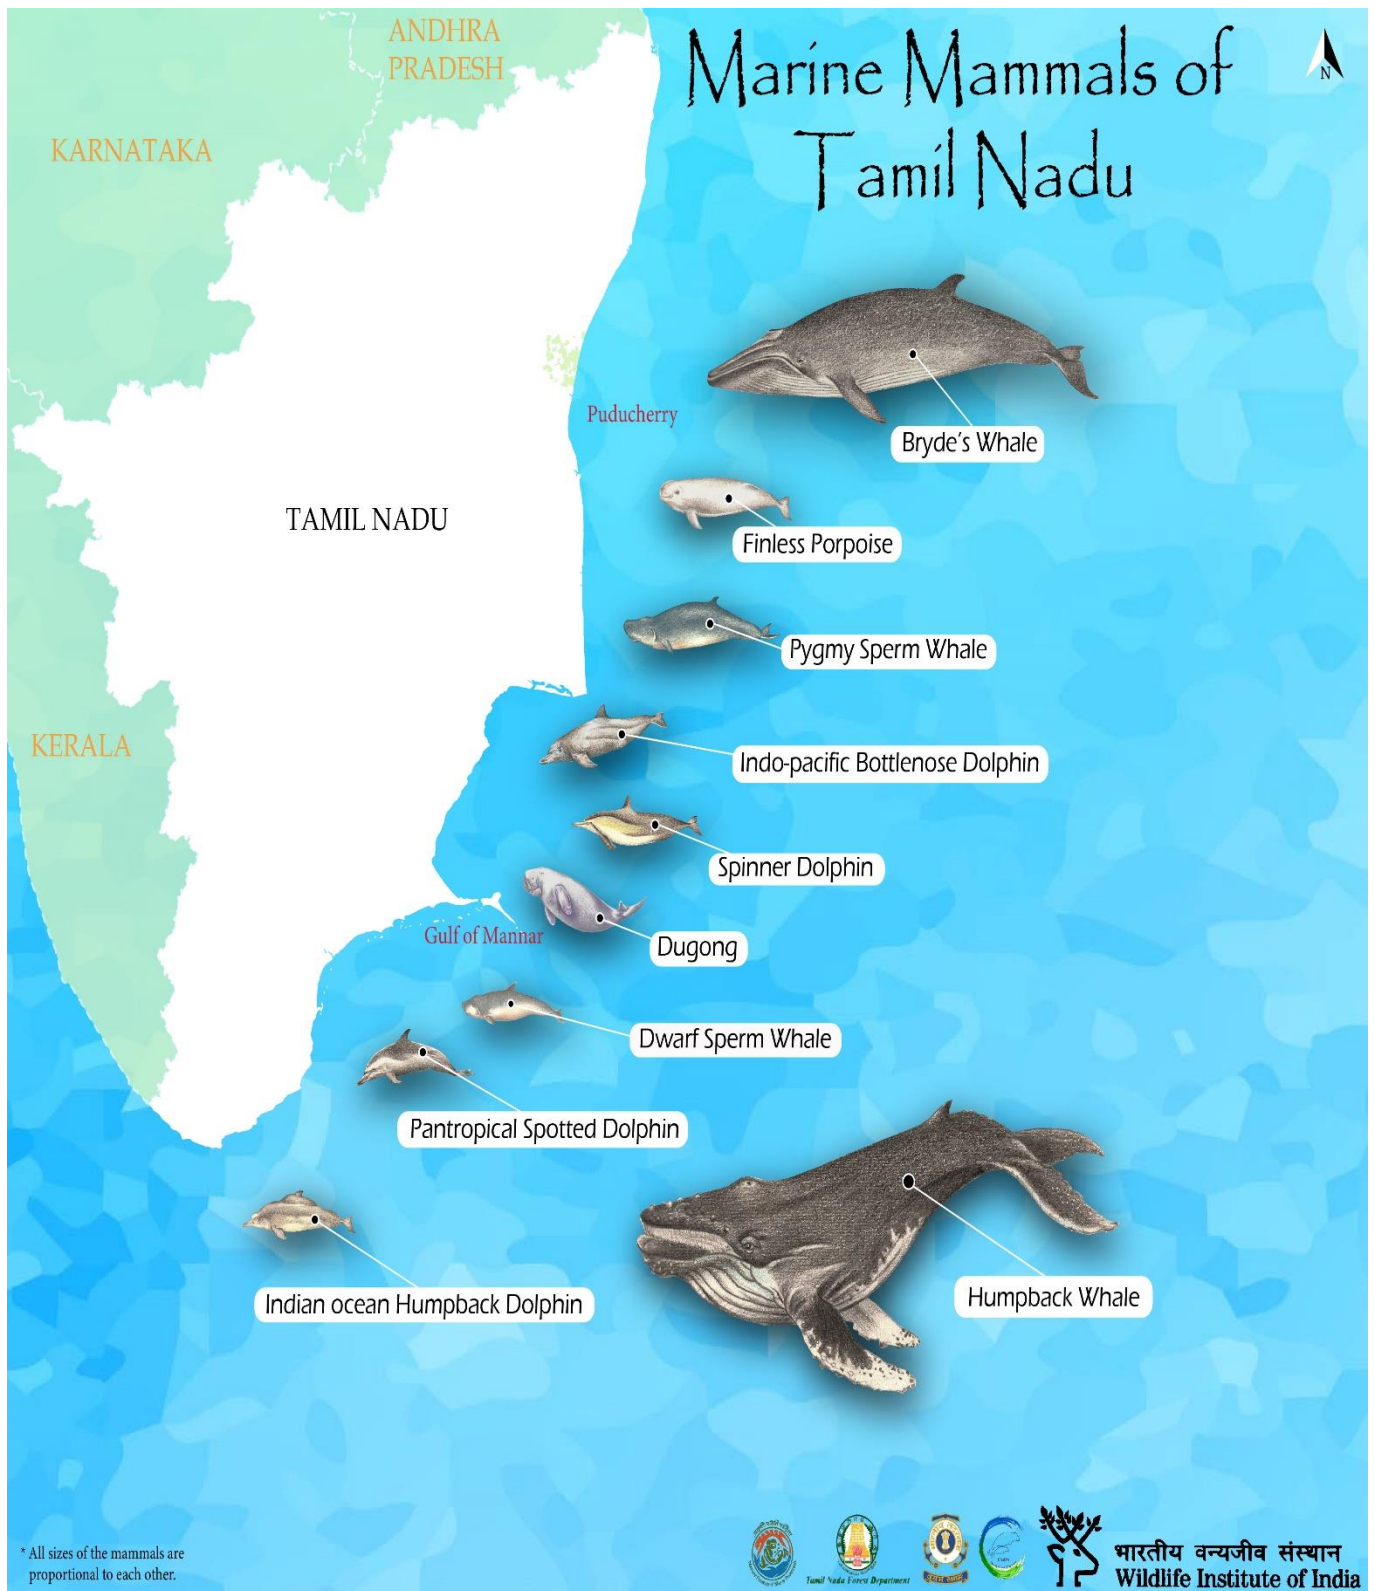 ANDHRA
PRADESH
Marine Mammals of
Tamil Nadu
N
KARNATAKA
Puducherry
Bryde's Whale
TAMIL NADU
Finless Porpoise
Pygmy Sperm Whale
KERALA
Indo-pacific Bottlenose Dolphin
Spinner Dolphin
Gulf of Mannar
Dugong
Dwarf Sperm Whale
Pantropical Spotted Dolphin
Indian ocean Humpback Dolphin
Humpback Whale
* All sizes of the mammals are
proportional to each other.
Tamil Nadu Forest Department
भारतीय वन्यजीव संस्थान
Wildlife Institute of India